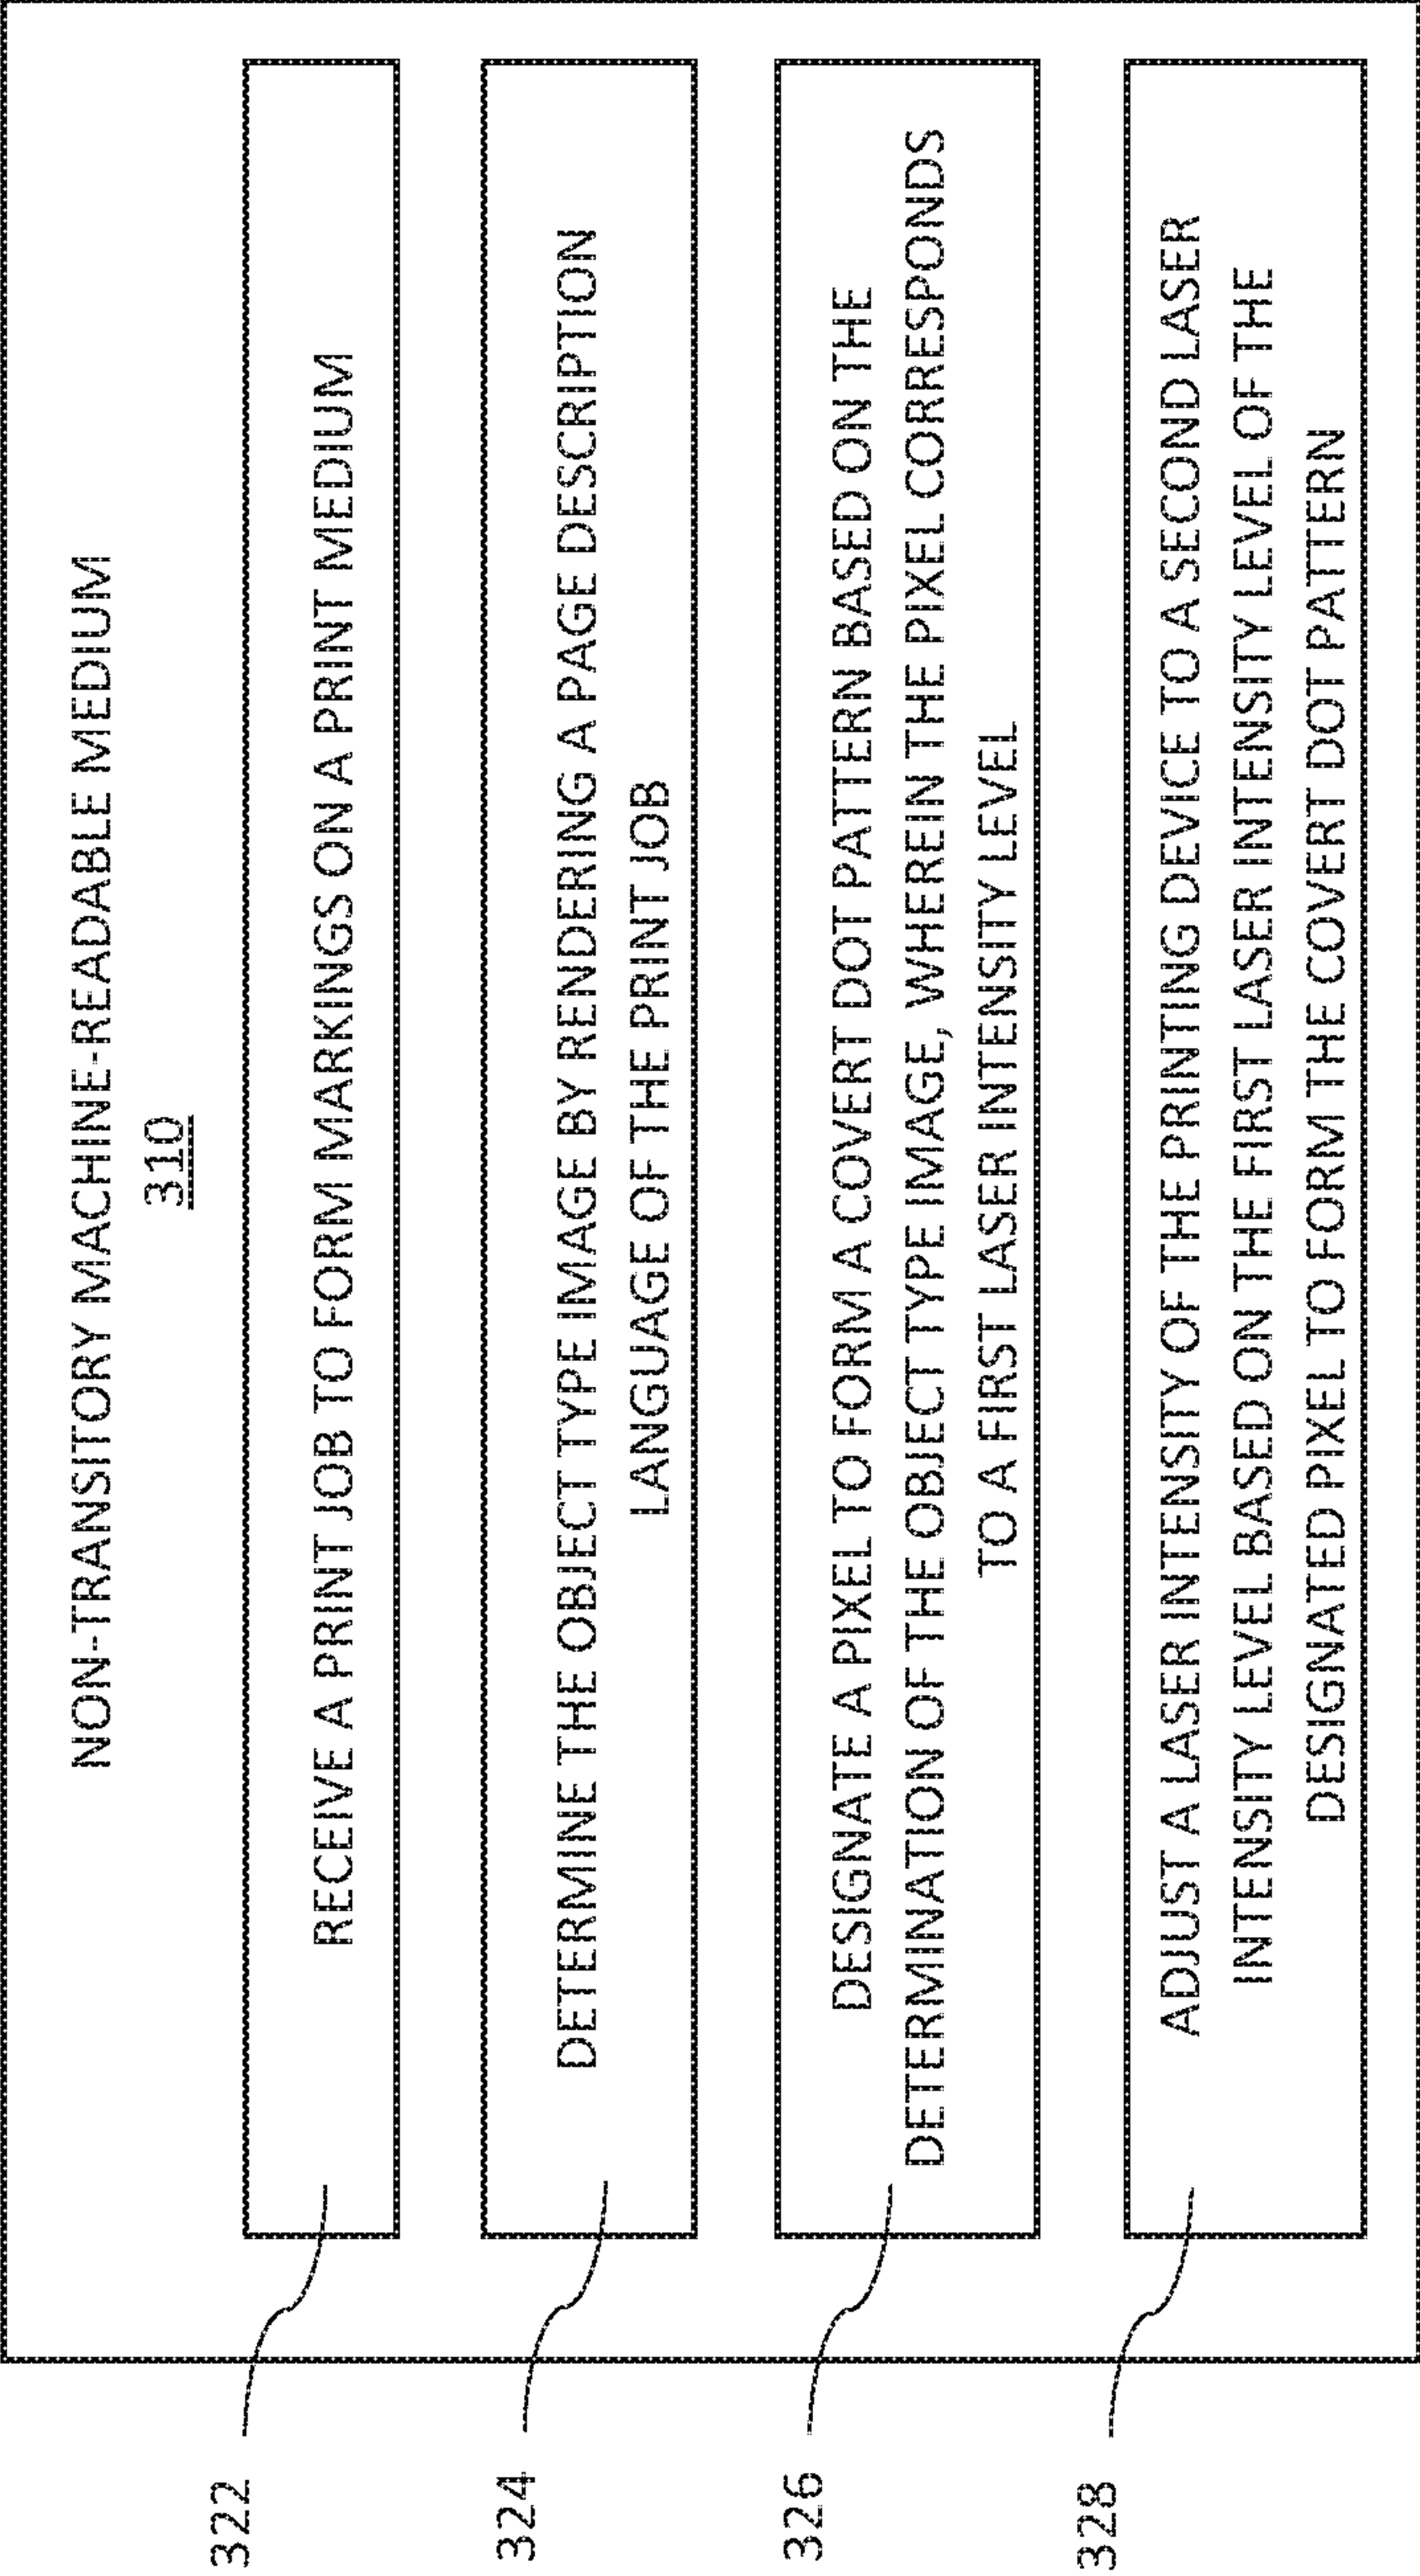 NON-TRANSITORY MACHINE-READABLE MEDIUM
310
322
RECEIVE A PRINT JOB TO FORM MARKINGS ON A PRINT MEDIUM
324
DETERMINE THE OBJECT TYPE IMAGE BY RENDERING A PAGE DESCRIPTION
LANGUAGE OF THE PRINT JOB
326
DESIGNATE A PIXEL TO FORM A COVERT DOT PATTERN BASED ON THE
DETERMINATION OF THE OBJECT TYPE IMAGE, WHEREIN THE PIXEL CORRESPONDS
TO A FIRST LASER INTENSITY LEVEL
328
ADJUST A LASER INTENSITY OF THE PRINTING DEVICE TO A SECOND LASER
INTENSITY LEVEL BASED ON THE FIRST LASER INTENSITY LEVEL OF THE
DESIGNATED PIXEL TO FORM THE COVERT DOT PATTERN